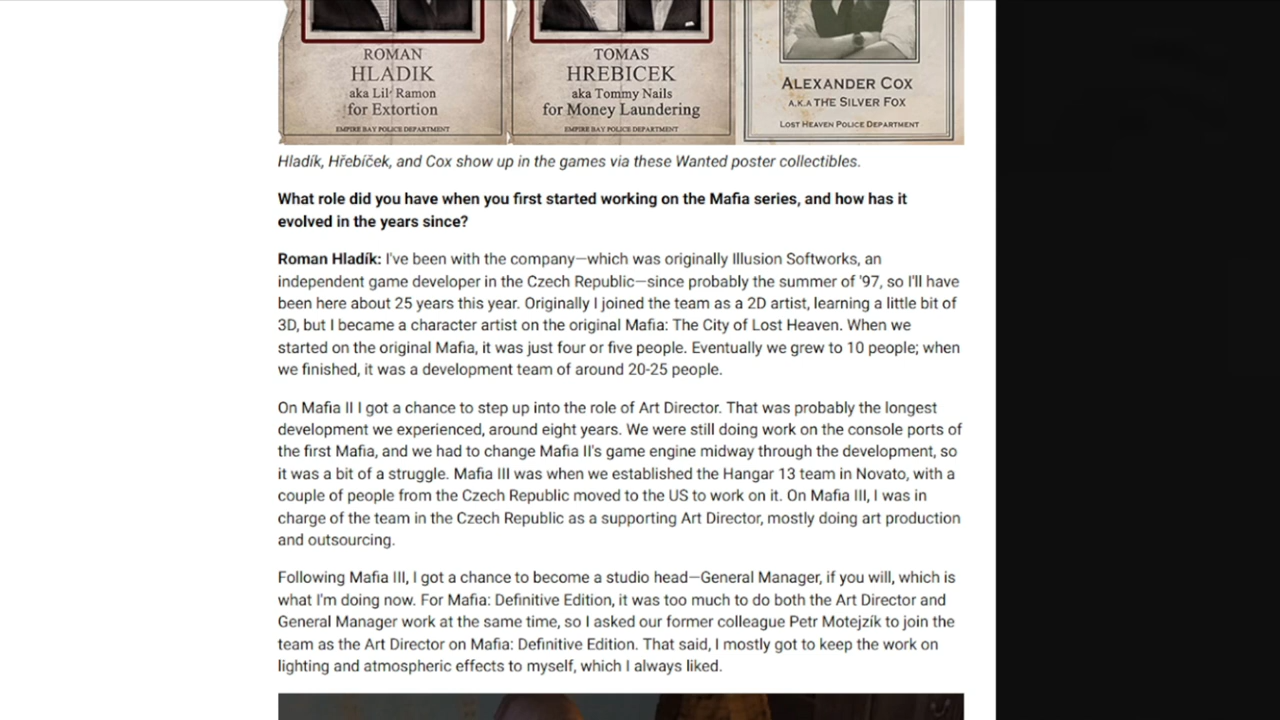 ROMAN
HLADIK
aka Lil' Ramon
for Extortion
EMPIRE BAY POLICE DEPARTMENT
TOMAS
HREBICEK
aka Tommy Nails
for Money Laundering
EMPIRE BAY POLICE DEPARTMENT
ALEXANDER COX
A.K.A THE SILVER FOX
LOST HEAVEN POLICE DEPARTMENT
Hladík, Hřebíček, and Cox show up in the games via these Wanted poster collectibles.
What role did you have when you first started working on the Mafia series, and how has it
evolved in the years since?
Roman Hladík: I've been with the company—which was originally Illusion Softworks, an
independent game developer in the Czech Republic—since probably the summer of '97, so I'll have
been here about 25 years this year. Originally I joined the team as a 2D artist, learning a little bit of
3D, but I became a character artist on the original Mafia: The City of Lost Heaven. When we
started on the original Mafia, it was just four or five people. Eventually we grew to 10 people; when
we finished, it was a development team of around 20-25 people.
On Mafia II I got a chance to step up into the role of Art Director. That was probably the longest
development we experienced, around eight years. We were still doing work on the console ports of
the first Mafia, and we had to change Mafia II's game engine midway through the development, so
it was a bit of a struggle. Mafia III was when we established the Hangar 13 team in Novato, with a
couple of people from the Czech Republic moved to the US to work on it. On Mafia III, I was in
charge of the team in the Czech Republic as a supporting Art Director, mostly doing art production
and outsourcing.
Following Mafia III, I got a chance to become a studio head—General Manager, if you will, which is
what I'm doing now. For Mafia: Definitive Edition, it was too much to do both the Art Director and
General Manager work at the same time, so I asked our former colleague Petr Motejzík to join the
team as the Art Director on Mafia: Definitive Edition. That said, I mostly got to keep the work on
lighting and atmospheric effects to myself, which I always liked.